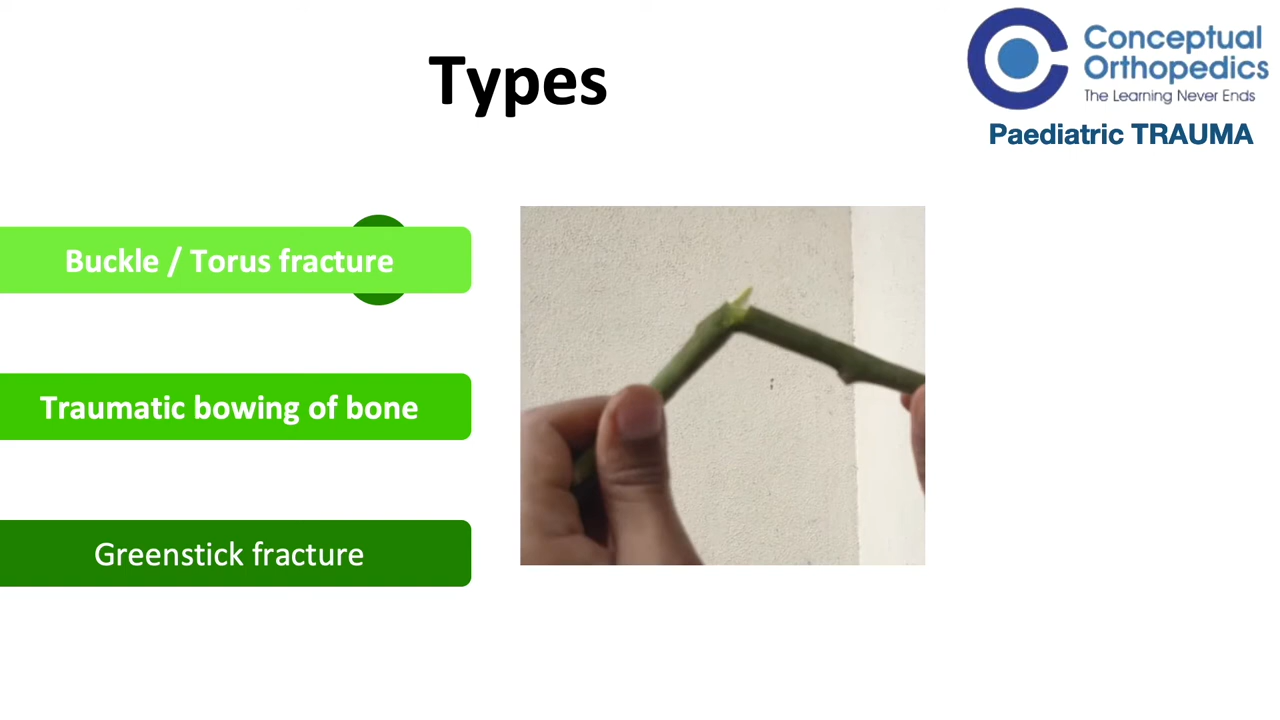 Types
Conceptual
Orthopedics
The Learning Never Ends
Paediatric TRAUMA
Buckle / Torus fracture
Traumatic bowing of bone
Greenstick fracture